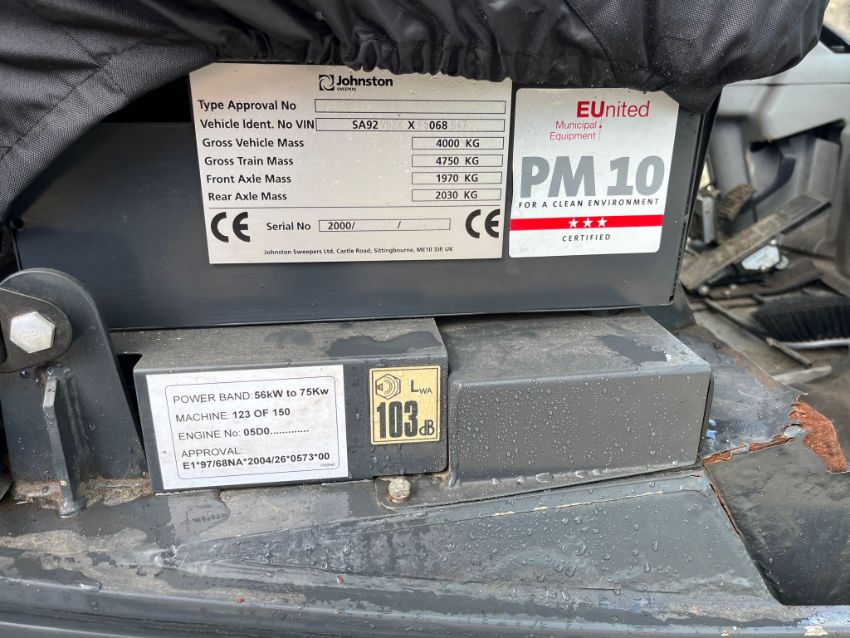 Johnston
SWEEPERS
Type Approval No
Vehicle Ident. No VIN SA92 X 068
Gross Vehicle Mass 4000 KG
Gross Train Mass 4750 KG
Front Axle Mass 1970 KG
Rear Axle Mass 2030 KG
CE Serial No 2000/ / CE
Johnston Sweepers Ltd, Castle Road, Sittingbourne, ME10 3JP, UK
EUnited
Municipal
Equipment
PM10
FOR A CLEAN ENVIRONMENT
CERTIFIED
POWER BAND: 56kW to 75Kw
MACHINE: 123 OF 150
ENGINE No: 05D0.............
APPROVAL:
E1*97/68NA*2004/26*0573*00
LWA
103dB